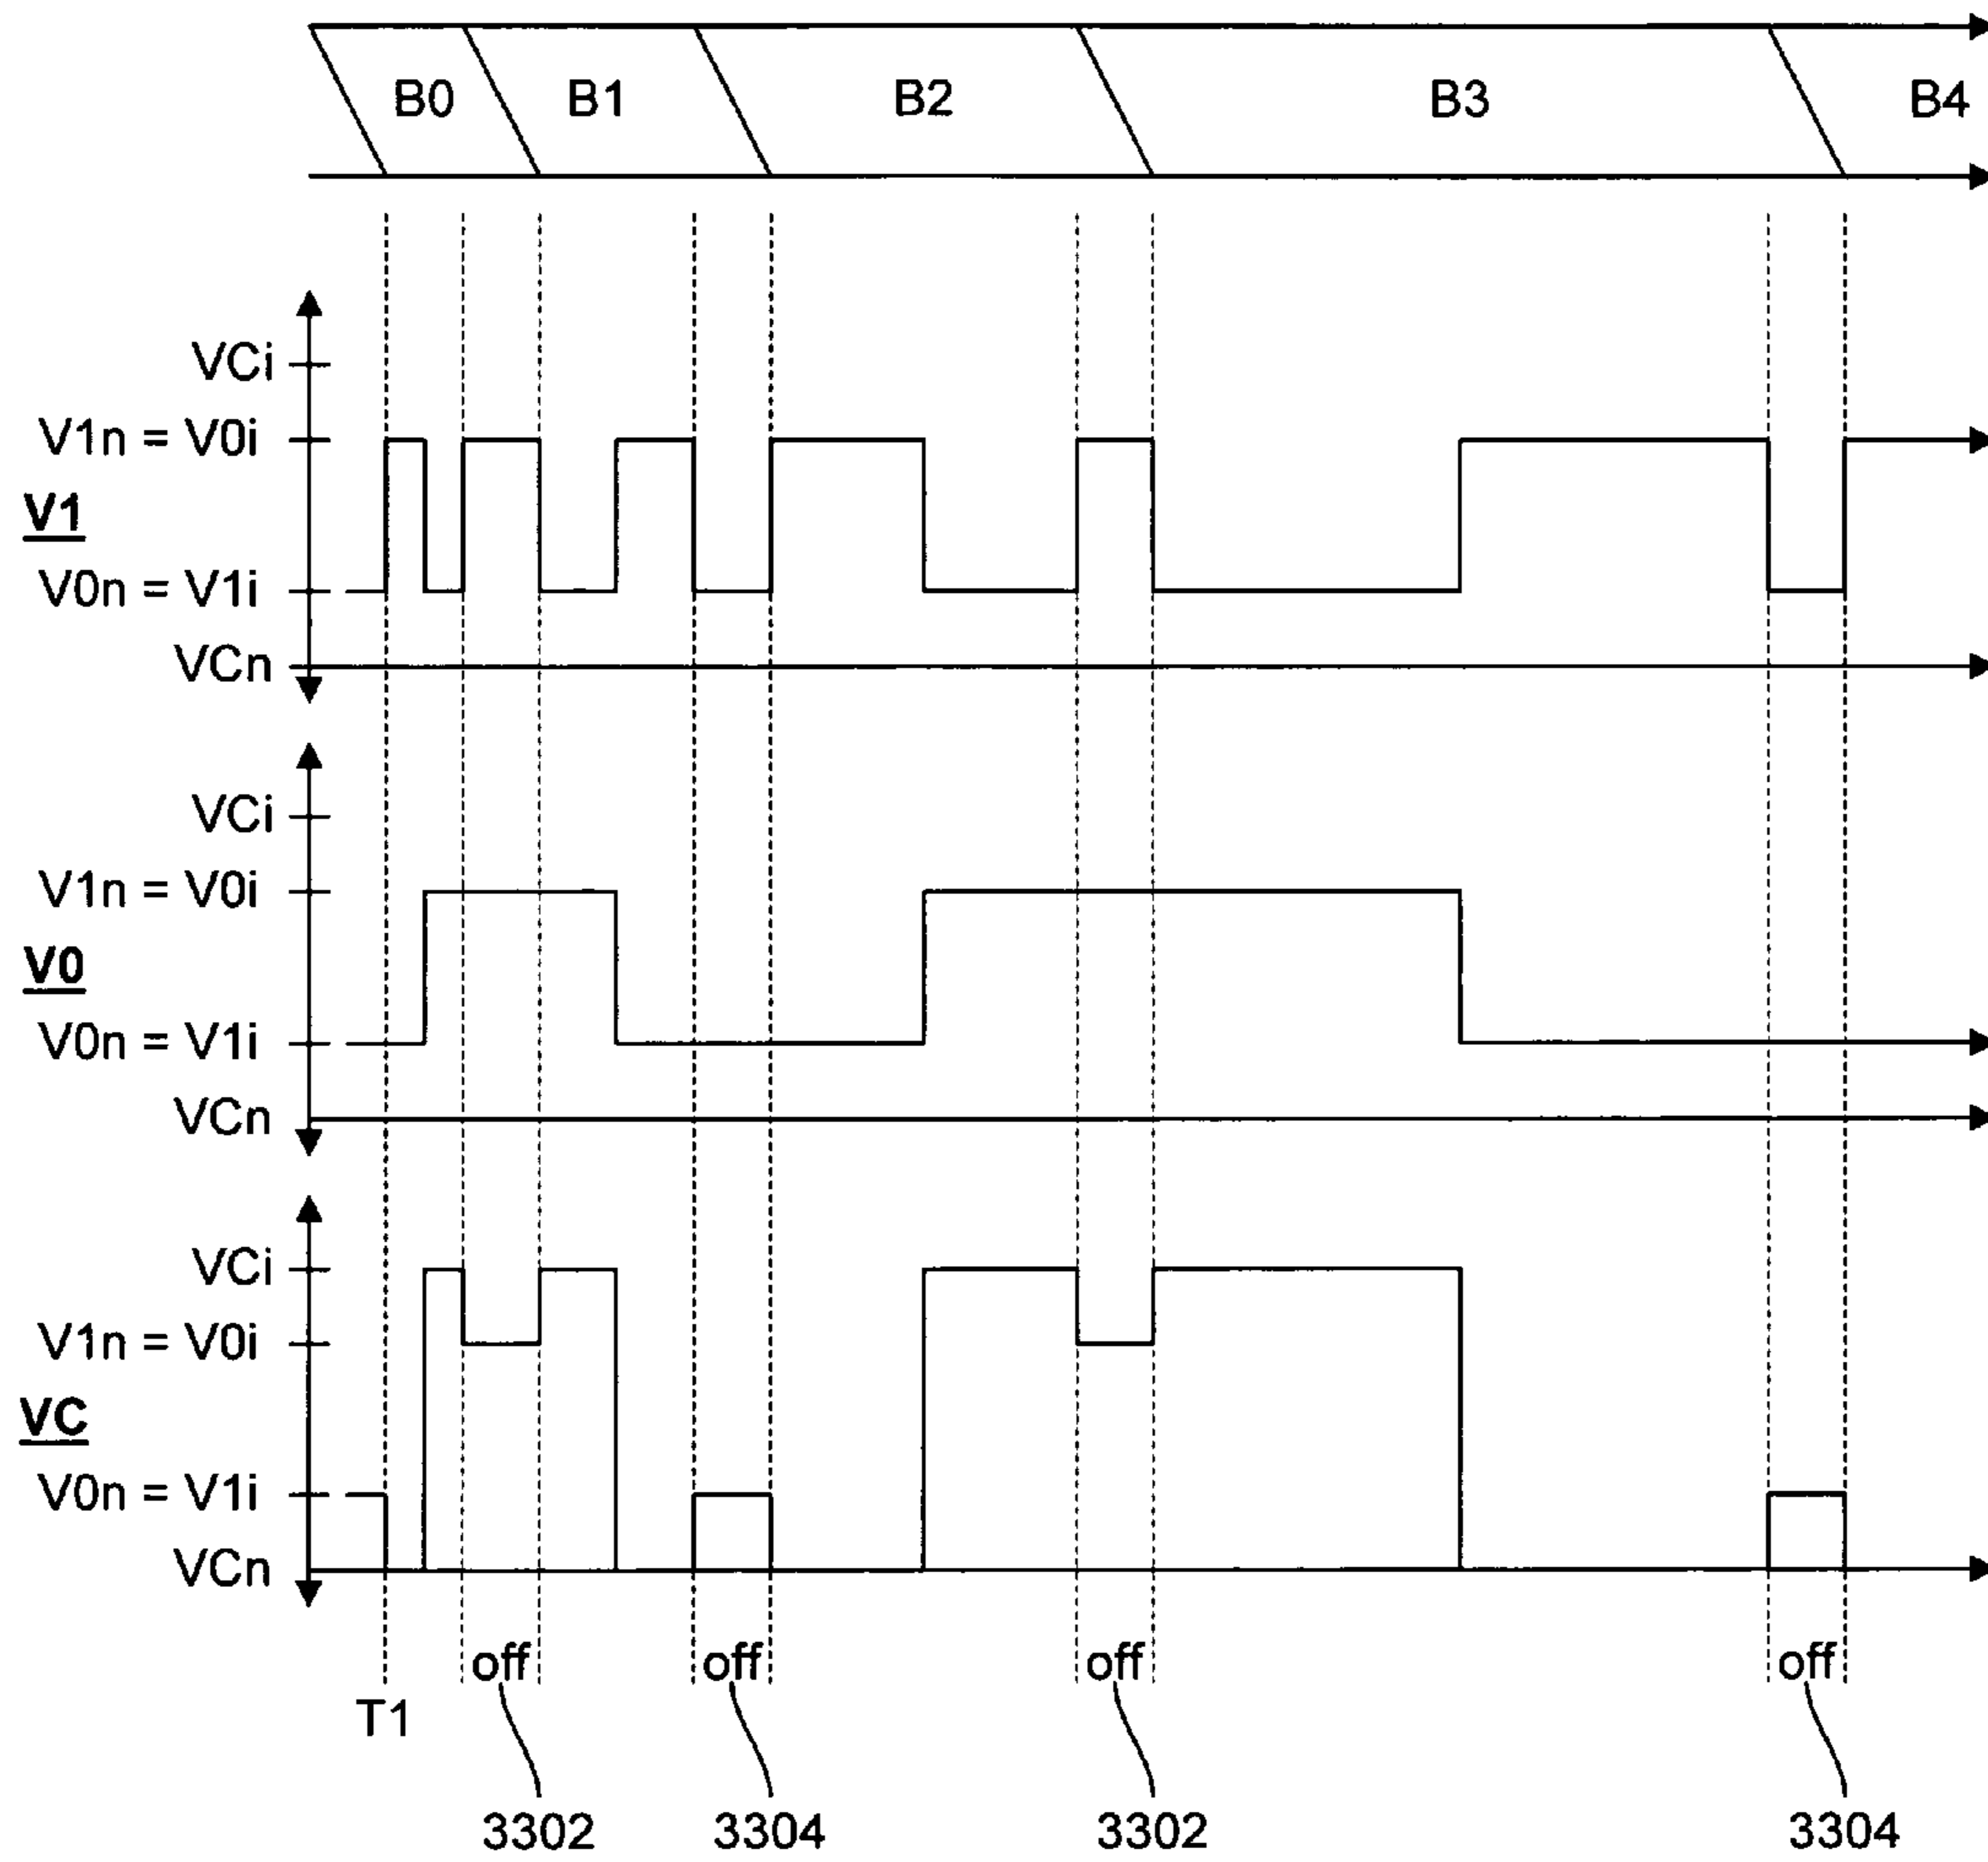 B0 B1 B2 B3 B4
VCi
V1n = V0i
V1
V0n = V1i
VCn
VCi
V1n = V0i
V0
V0n = V1i
VCn
VCi
V1n = V0i
VC
V0n = V1i
VCn
off off off off
T1
3302 3304 3302 3304